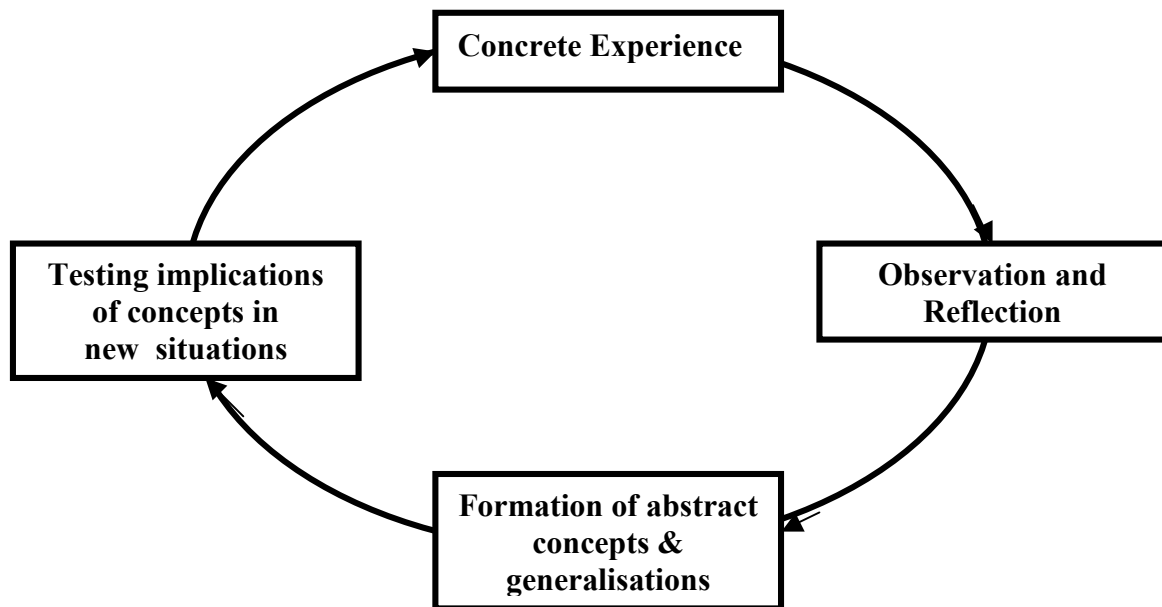 Concrete Experience
Observation and
Reflection
Formation of abstract
concepts &
generalisations
Testing implications
of concepts in
new situations